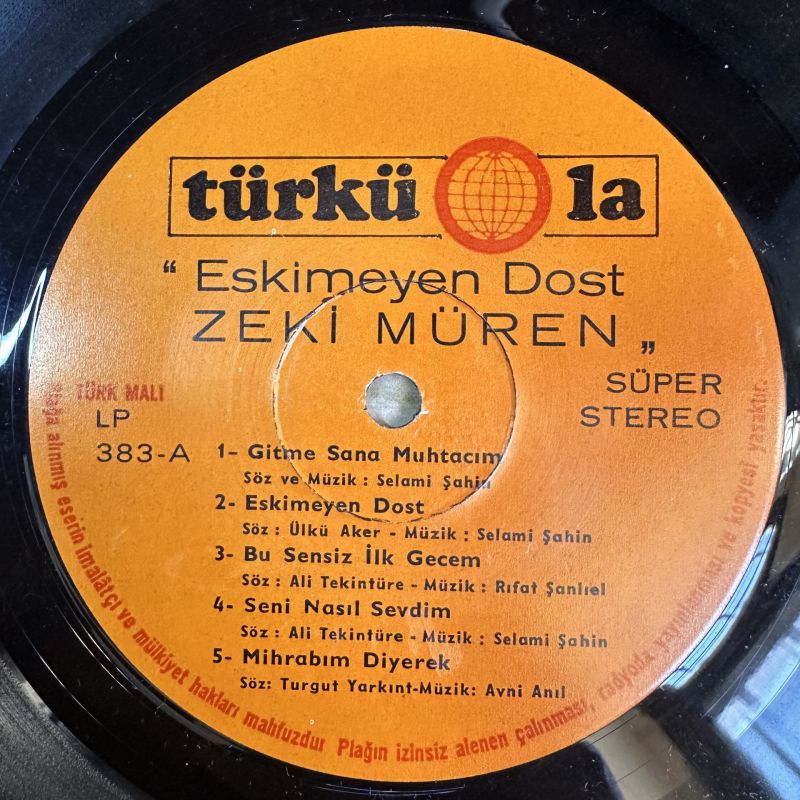 türküola
“ Eskimeyen Dost
ZEKİ MÜREN „
TÜRK MALI
LP
383-A
SÜPER
STEREO
1- Gitme Sana Muhtacım
Söz ve Müzik : Selami Şahin
2- Eskimeyen Dost
Söz : Ülkü Aker - Müzik : Selami Şahin
3- Bu Sensiz İlk Gecem
Söz : Ali Tekintüre - Müzik : Rıfat Şanlıel
4- Seni Nasıl Sevdim
Söz : Ali Tekintüre - Müzik : Selami Şahin
5- Mihrabım Diyerek
Söz: Turgut Yarkınt-Müzik: Avni Anıl
Plağa alınmış eserin imalâtçı ve mülkiyet hakları mahfuzdur Plağın izinsiz alenen çalınması, radyoda yayınlanması ve kopyesi yasaktır.